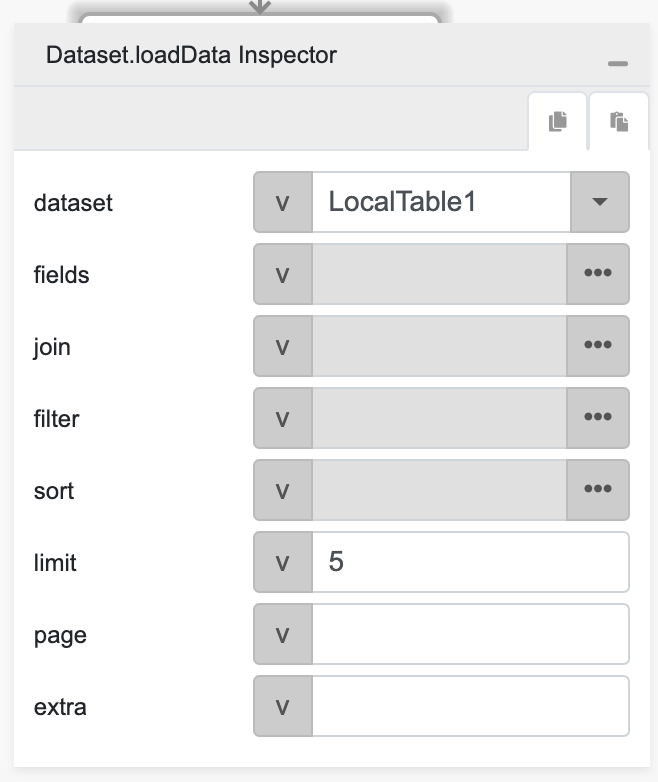 Dataset.loadData Inspector
dataset v LocalTable1
fields v •••
join v •••
filter v •••
sort v •••
limit v 5
page v
extra v